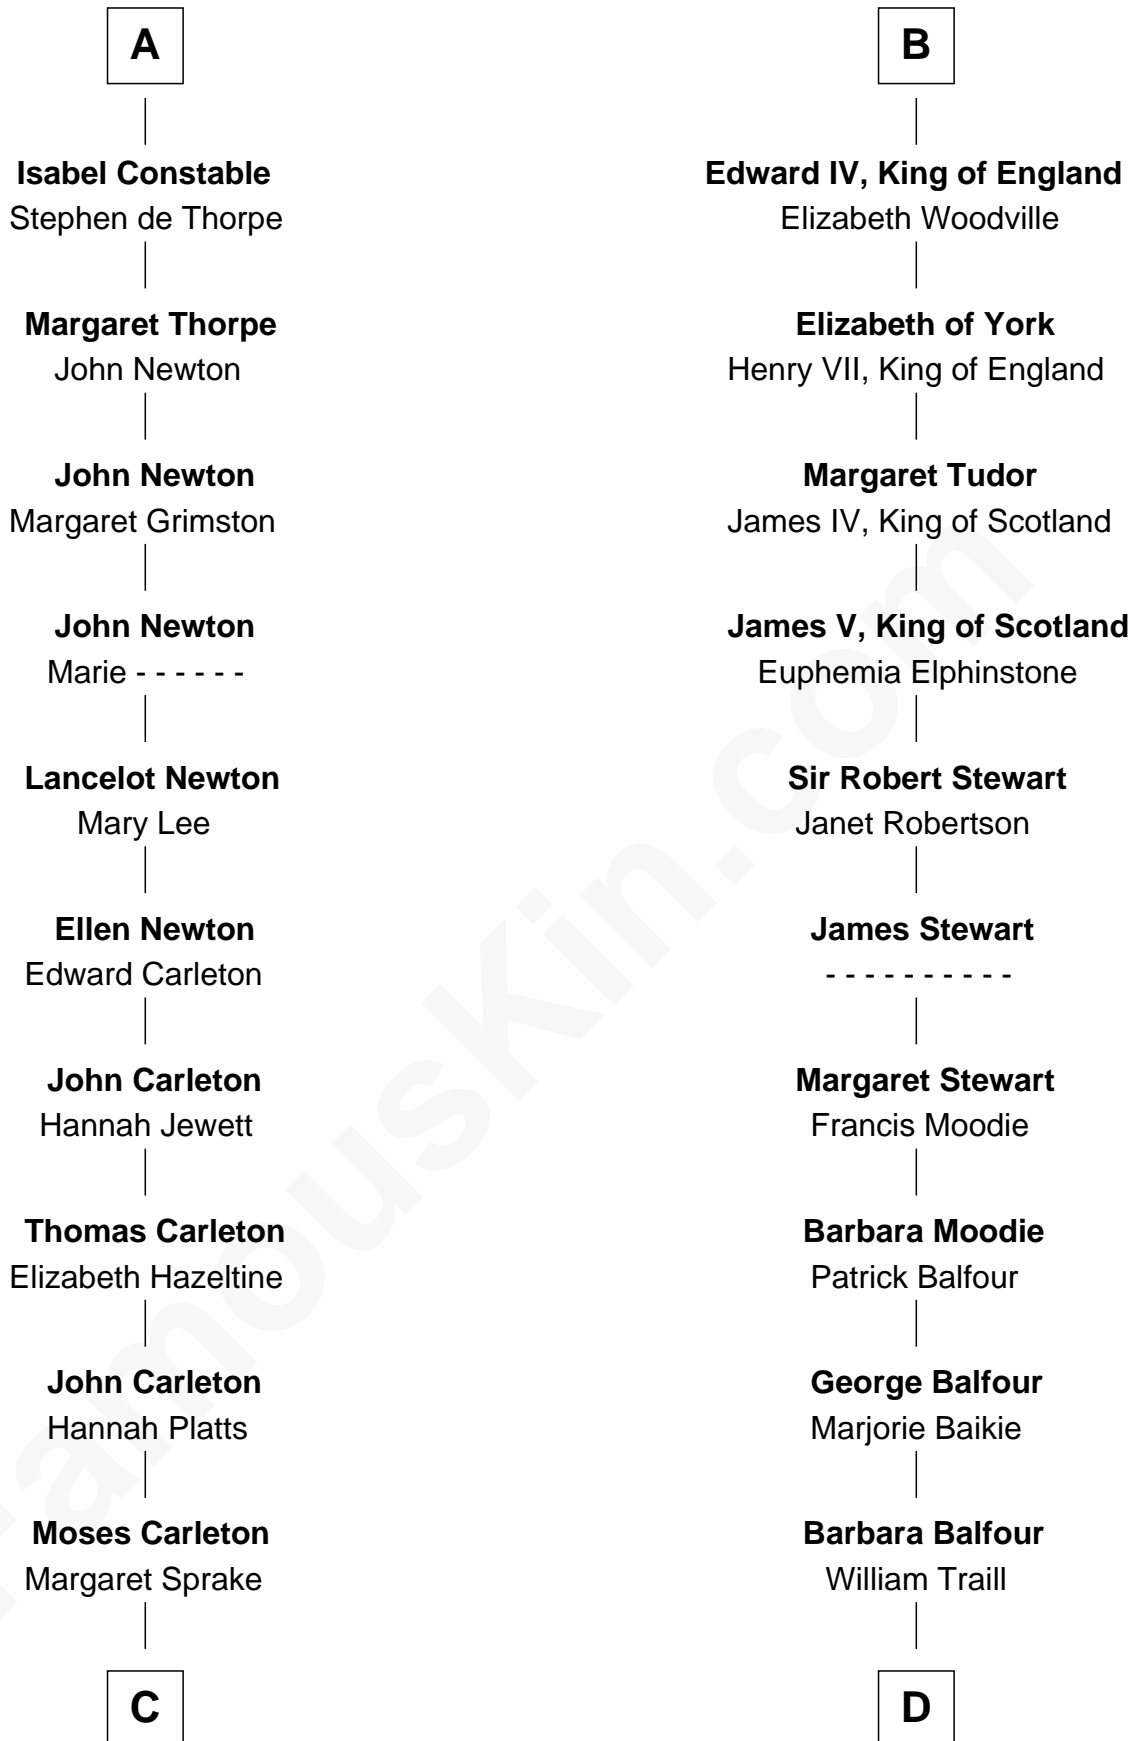 A
Isabel Constable
Stephen de Thorpe
Margaret Thorpe
John Newton
John Newton
Margaret Grimston
John Newton
Marie - - - - - -
Lancelot Newton
Mary Lee
Ellen Newton
Edward Carleton
John Carleton
Hannah Jewett
Thomas Carleton
Elizabeth Hazeltine
John Carleton
Hannah Platts
Moses Carleton
Margaret Sprake
C
B
Edward IV, King of England
Elizabeth Woodville
Elizabeth of York
Henry VII, King of England
Margaret Tudor
James IV, King of Scotland
James V, King of Scotland
Euphemia Elphinstone
Sir Robert Stewart
Janet Robertson
James Stewart
- - - - - - - - - -
Margaret Stewart
Francis Moodie
Barbara Moodie
Patrick Balfour
George Balfour
Marjorie Baikie
Barbara Balfour
William Traill
D
FamousKin.com